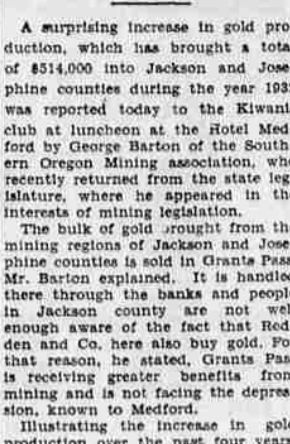 A surprising increase in gold pro
duction, which has brought a tota
of $514,000 into Jackson and Jose
phine counties during the year 193
was reported today to the Kiwani
club at luncheon at the Hotel Med
ford by George Barton of the South
ern Oregon Mining association, wh
recently returned from the state leg
islature, where he appeared in th
interests of mining legislation.
The bulk of gold brought from th
mining regions of Jackson and Jose
phine counties is sold in Grants Pass
Mr. Barton explained. It is handle
there through the banks and peopl
in Jackson county are not wel
enough aware of the fact that Red
den and Co. here also buy gold. Fo
that reason, he stated, Grants Pas
is receiving greater benefits from
mining and is not facing the depres
sion, known to Medford.
Illustrating the increase in gol
production over the past four years